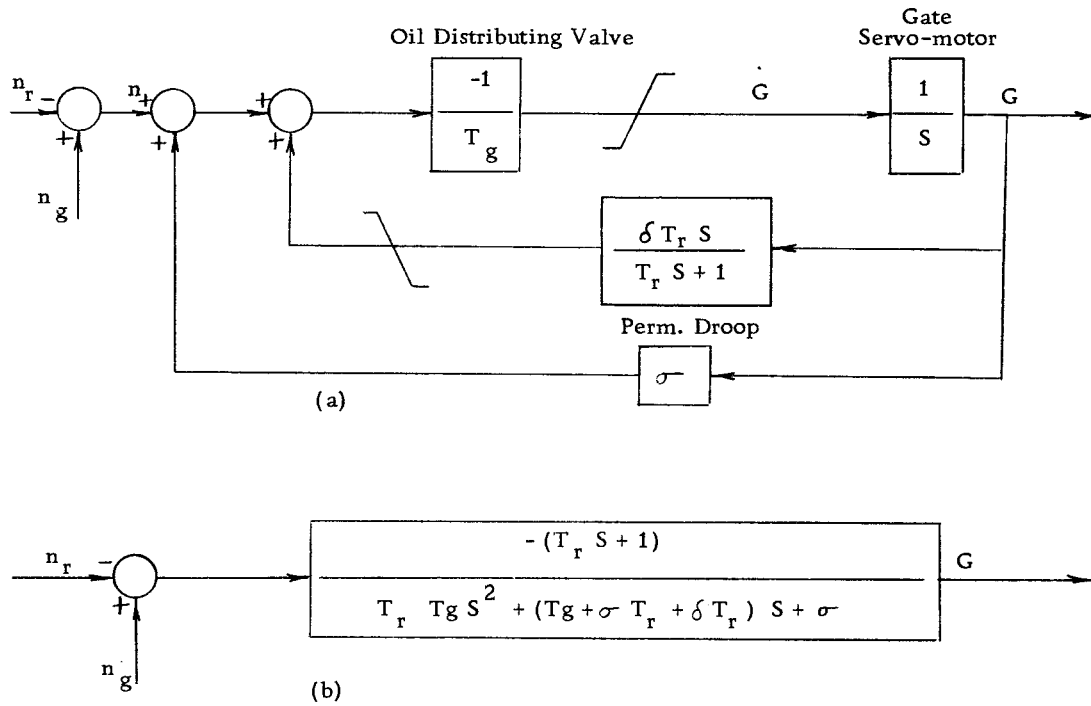 Gate
Servo-motor
Oil Distributing Valve
n_r - n + + -1 / T_g Ġ 1 / S G
+ + +
n_g
δ T_r S
T_r S + 1
Perm. Droop
σ
(a)
- (T_r S + 1)
n_r - G
+ T_r Tg S^2 + (Tg + σ T_r + δ T_r) S + σ
n_g
(b)